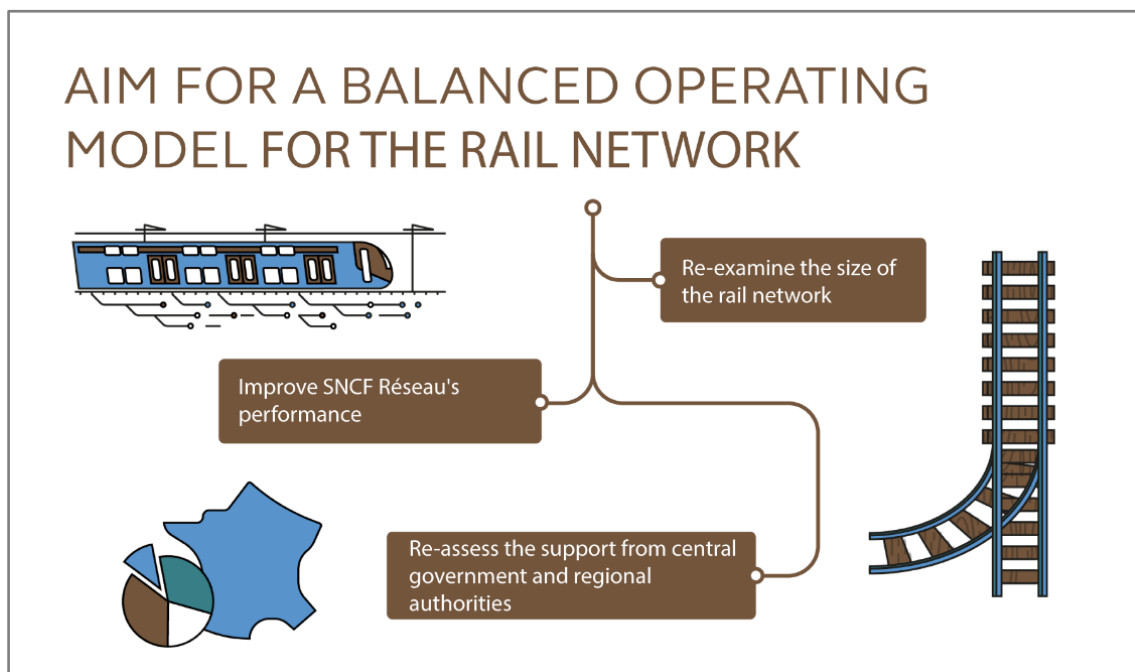 AIM FOR A BALANCED OPERATING
MODEL FOR THE RAIL NETWORK
Re-examine the size of
the rail network
Improve SNCF Réseau's
performance
Re-assess the support from central
government and regional
authorities